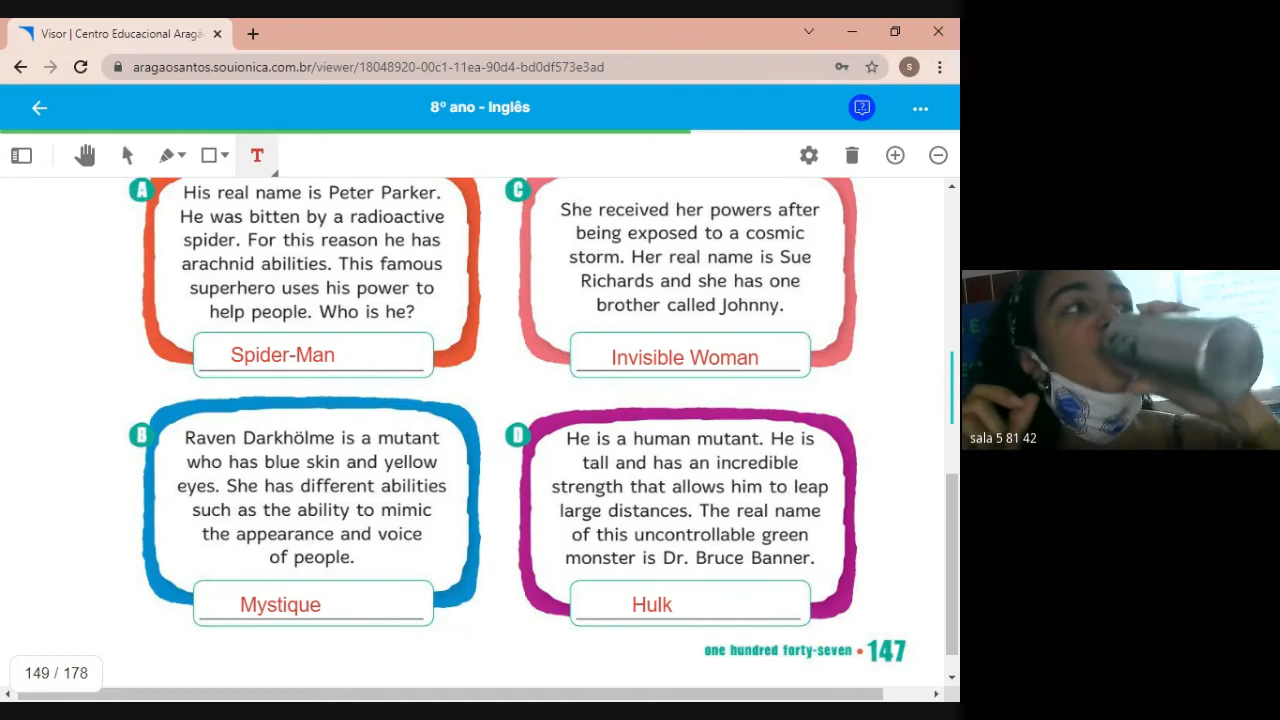 Visor | Centro Educacional Aragã
aragaosantos.souionica.com.br/viewer/18048920-00c1-11ea-90d4-bd0df573e3ad
s
8º ano - Inglês
?
T
A
His real name is Peter Parker.
He was bitten by a radioactive
spider. For this reason he has
arachnid abilities. This famous
superhero uses his power to
help people. Who is he?
Spider-Man
C
She received her powers after
being exposed to a cosmic
storm. Her real name is Sue
Richards and she has one
brother called Johnny.
Invisible Woman
B
Raven Darkhölme is a mutant
who has blue skin and yellow
eyes. She has different abilities
such as the ability to mimic
the appearance and voice
of people.
Mystique
D
He is a human mutant. He is
tall and has an incredible
strength that allows him to leap
large distances. The real name
of this uncontrollable green
monster is Dr. Bruce Banner.
Hulk
one hundred forty-seven • 147
149 / 178
sala 5 81 42